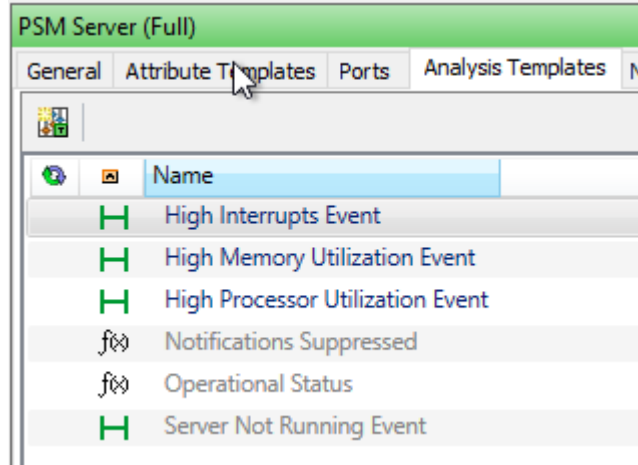 PSM Server (Full)
General Attribute Templates Ports Analysis Templates N
Name
High Interrupts Event
High Memory Utilization Event
High Processor Utilization Event
f(x) Notifications Suppressed
f(x) Operational Status
Server Not Running Event